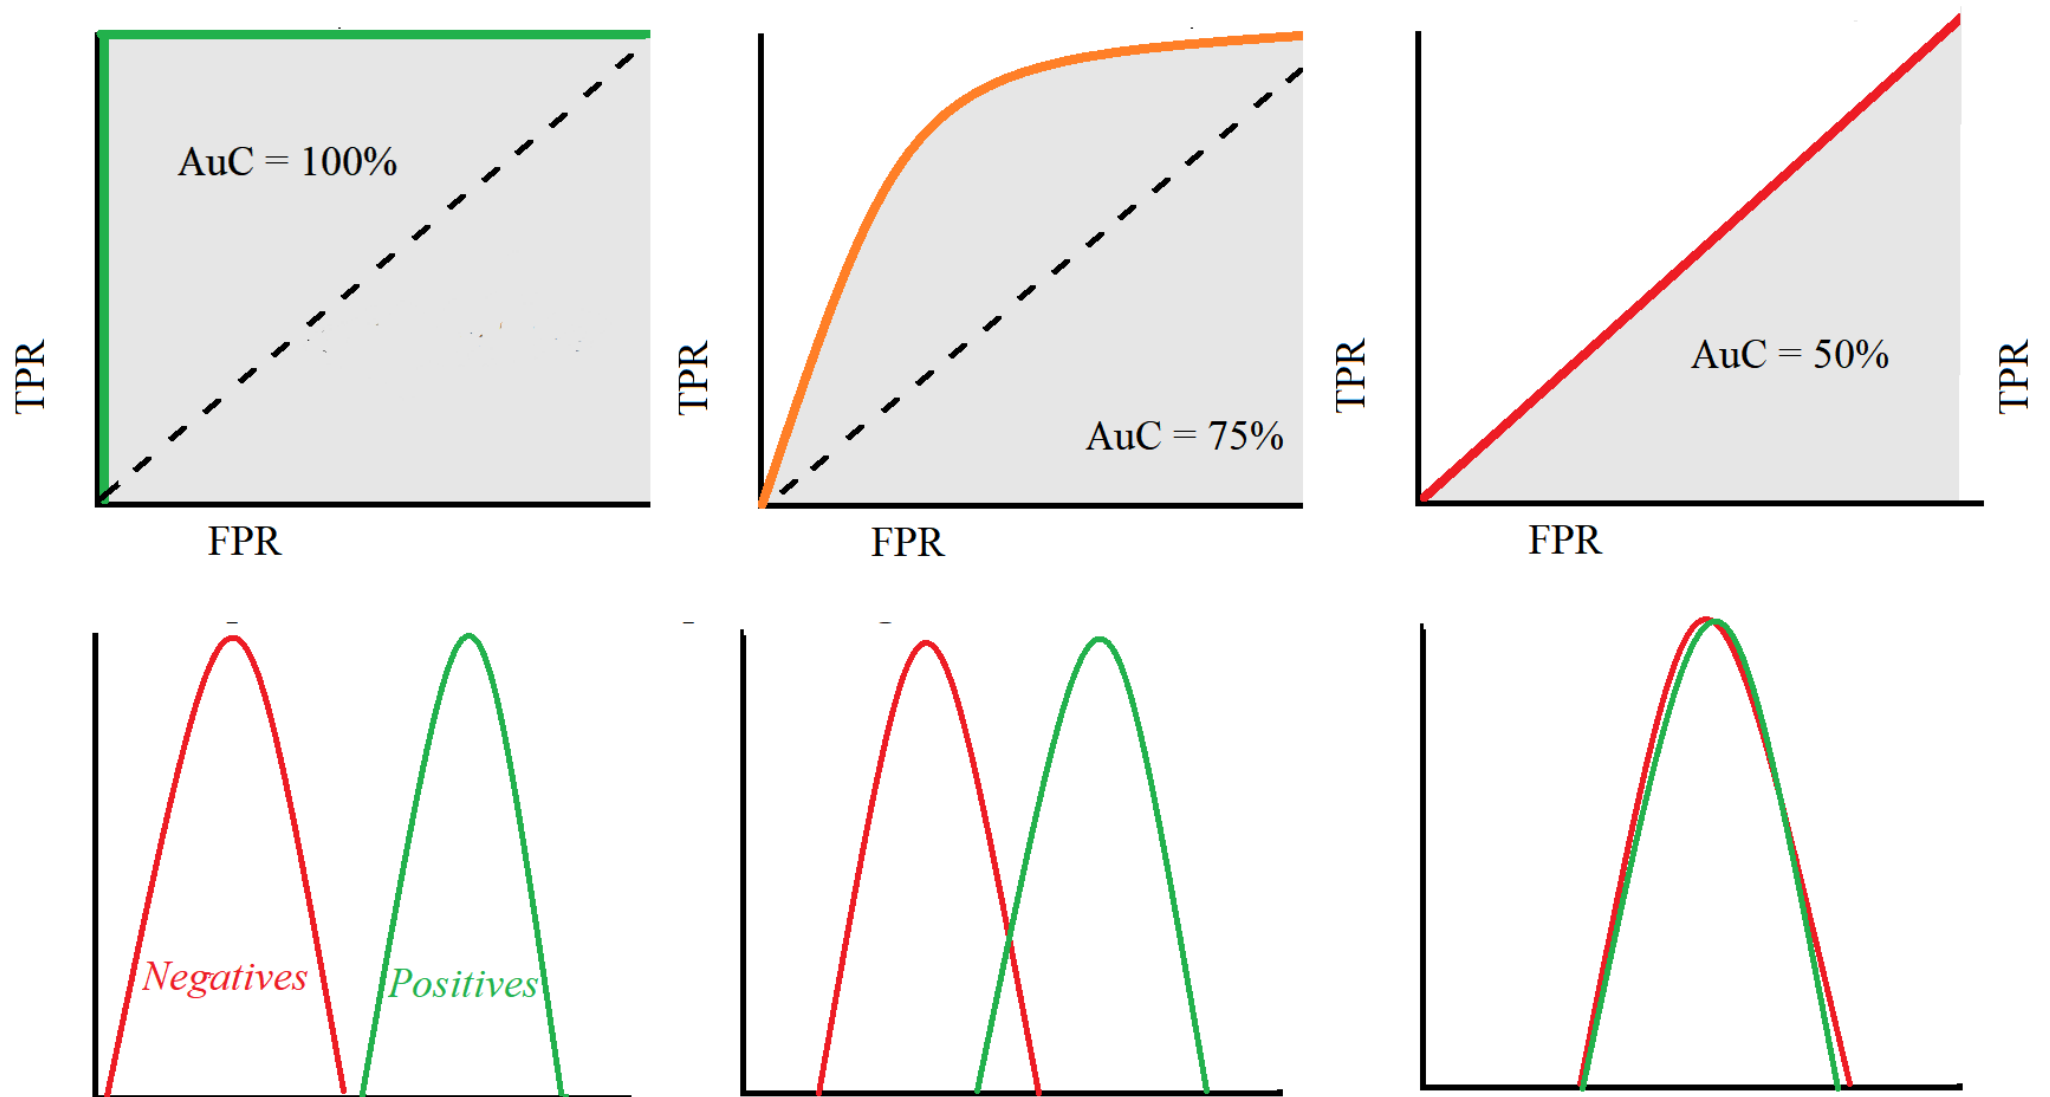 AuC = 100%
TPR
FPR
AuC = 75%
TPR
FPR
AuC = 50%
TPR
FPR
TPR
Negatives
Positives